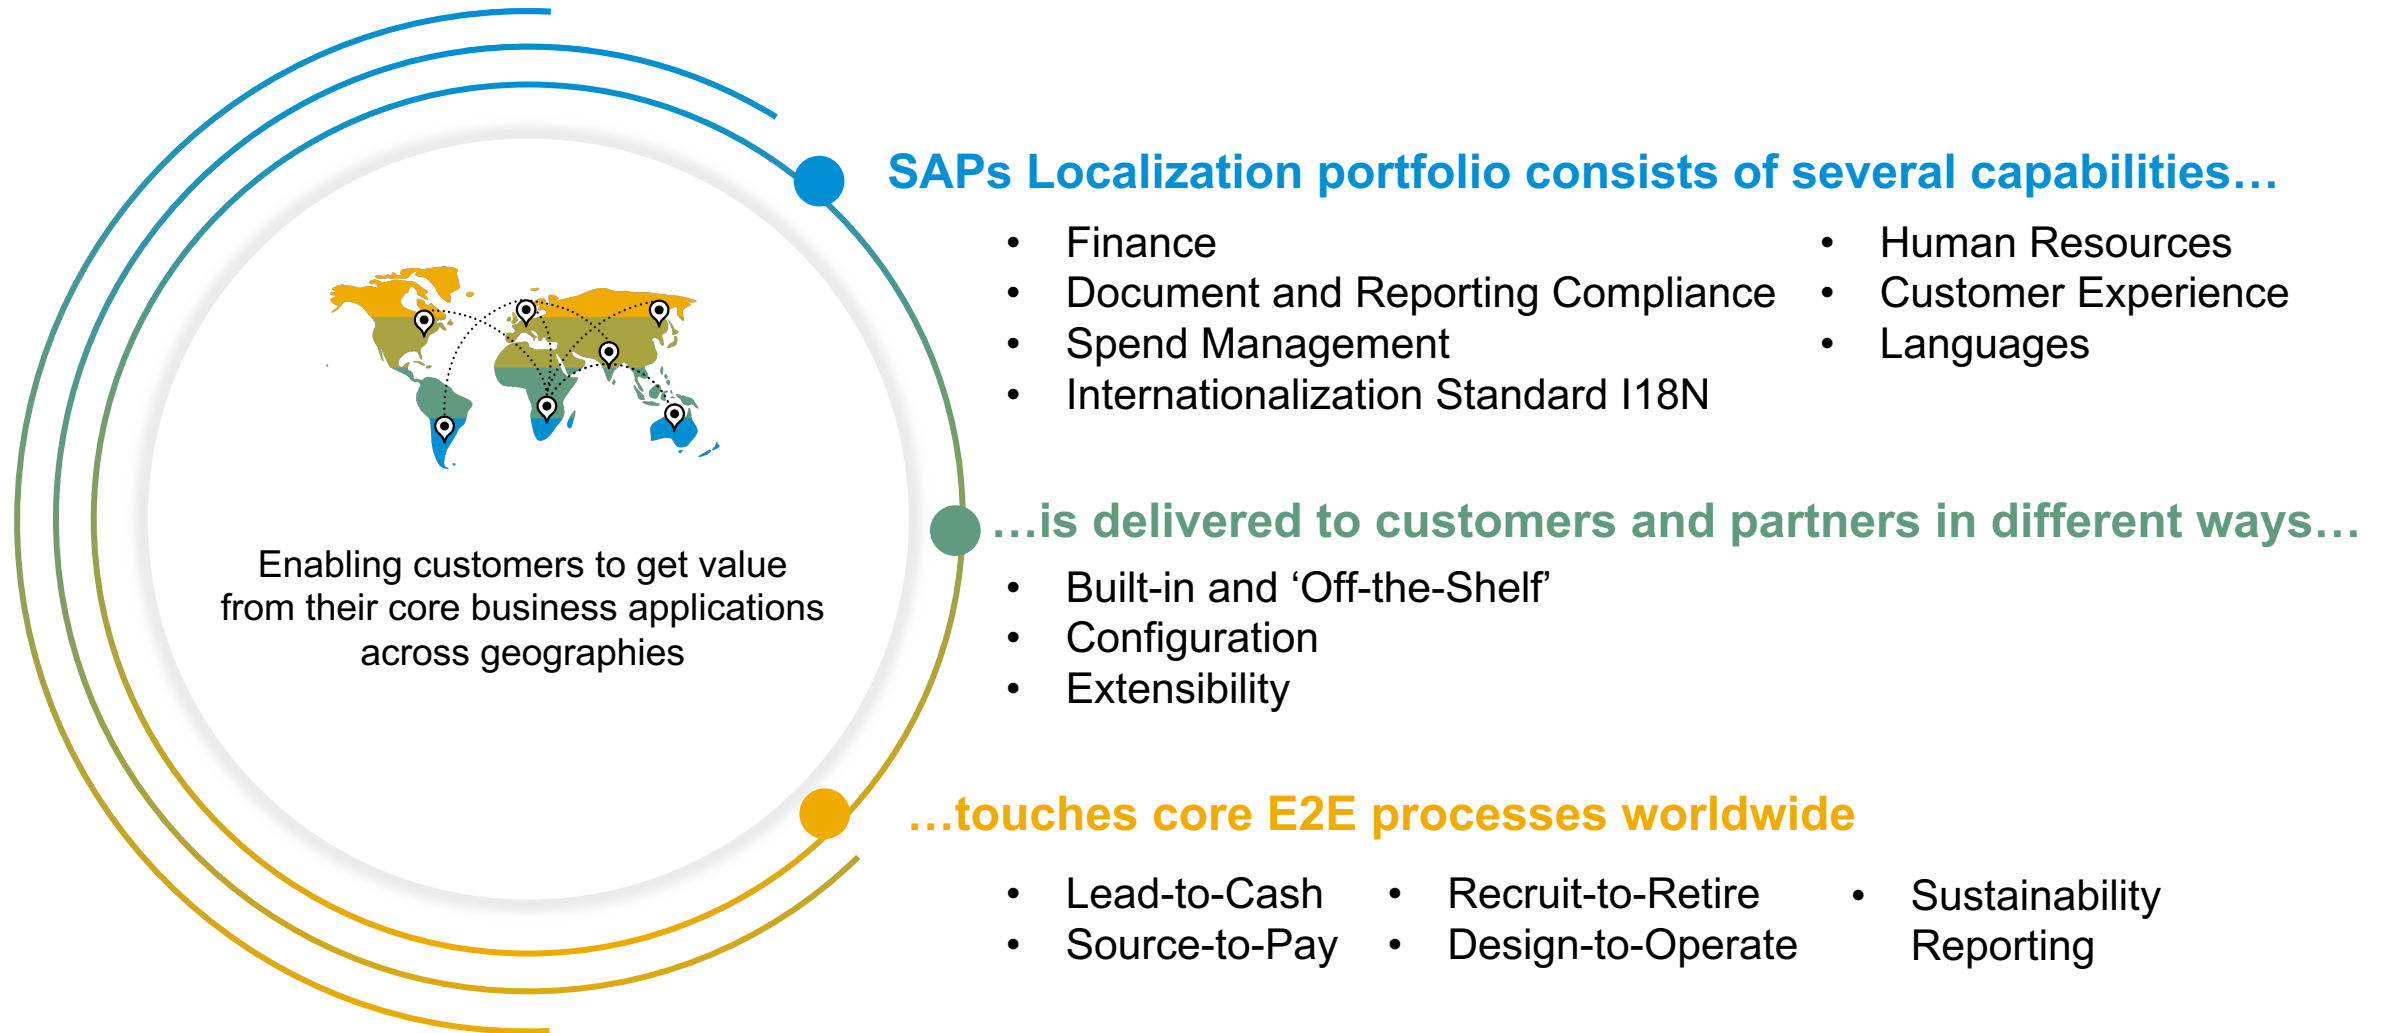 SAPs Localization portfolio consists of several capabilities…
• Finance
• Document and Reporting Compliance
• Spend Management
• Internationalization Standard I18N
• Human Resources
• Customer Experience
• Languages
Enabling customers to get value
from their core business applications
across geographies
…is delivered to customers and partners in different ways…
• Built-in and ‘Off-the-Shelf’
• Configuration
• Extensibility
…touches core E2E processes worldwide
• Lead-to-Cash
• Source-to-Pay
• Recruit-to-Retire
• Design-to-Operate
• Sustainability
Reporting